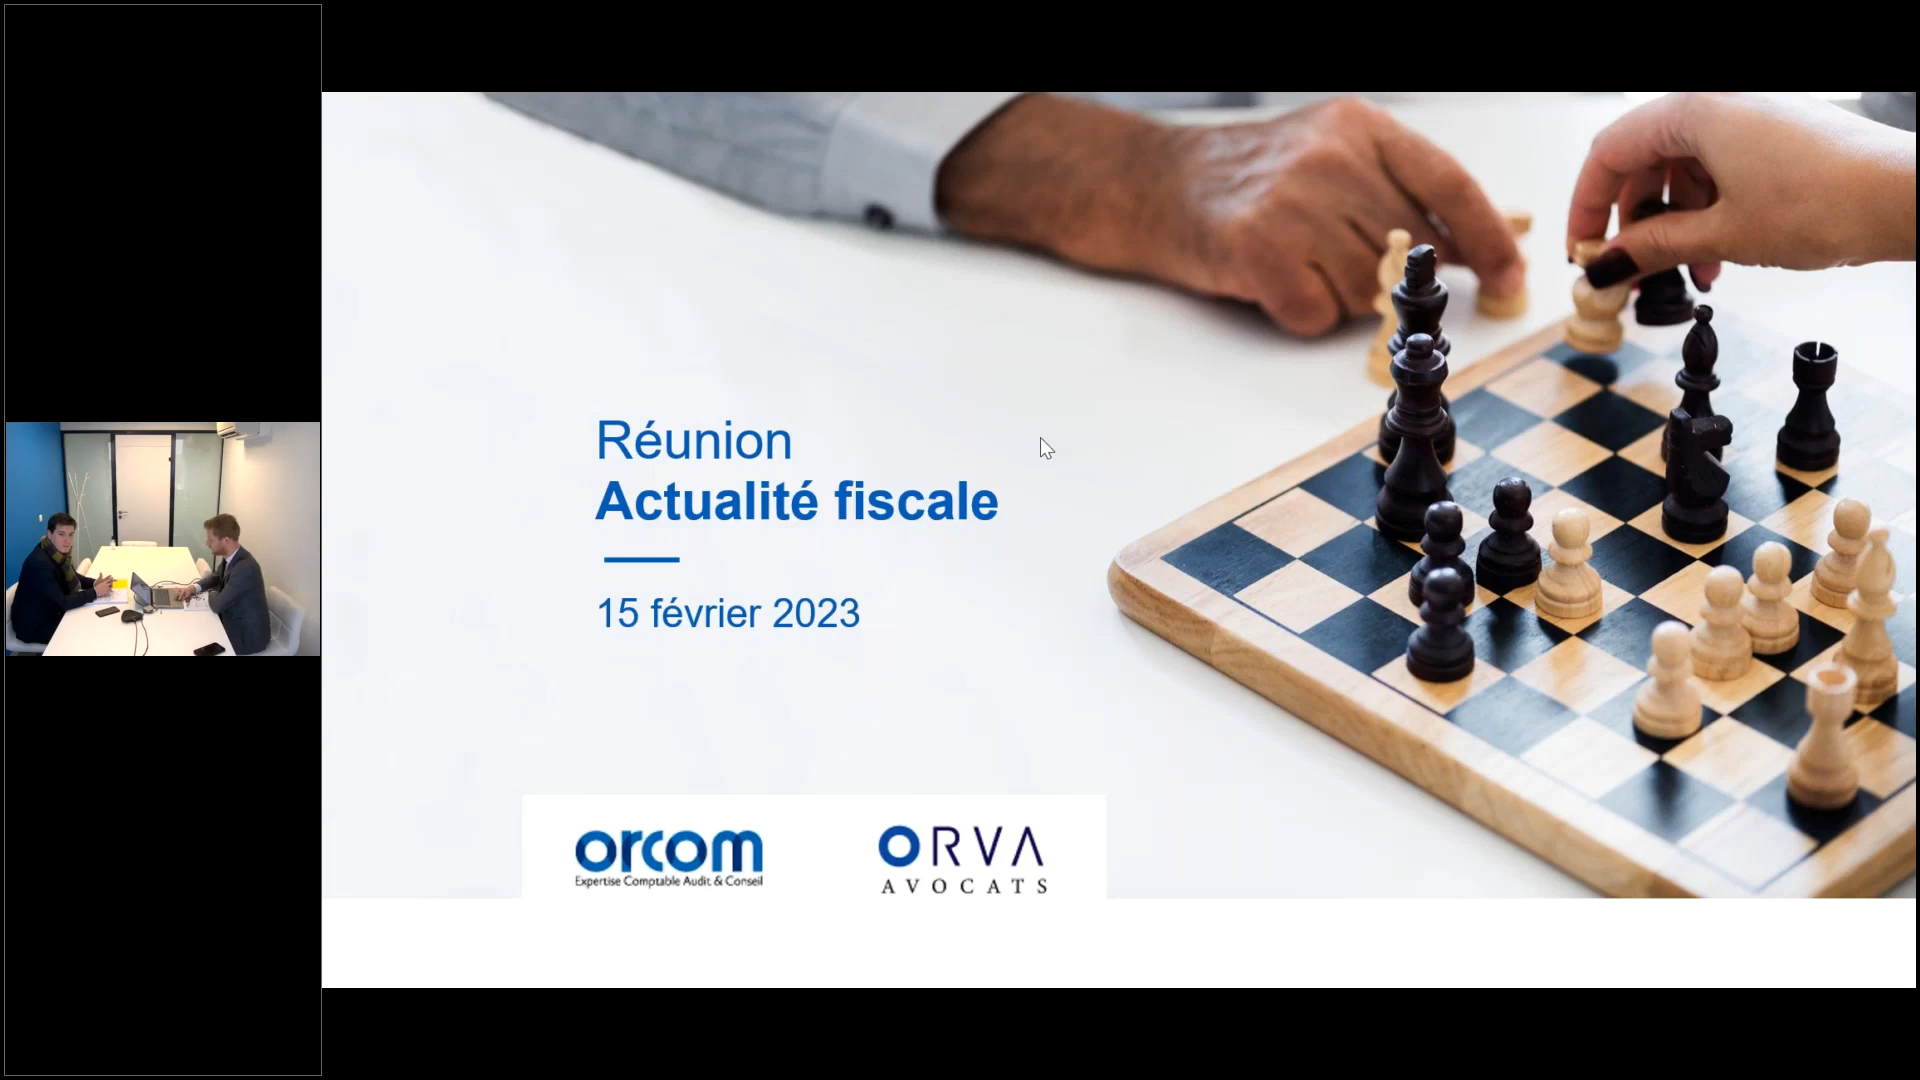 Réunion
Actualité fiscale
15 février 2023
orcom
Expertise Comptable Audit & Conseil
ORVA
AVOCATS